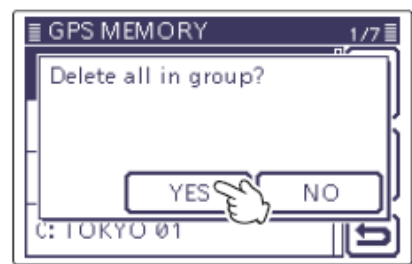 GPS MEMORY 1/7
Delete all in group?
YES NO
C: TOKYO 01